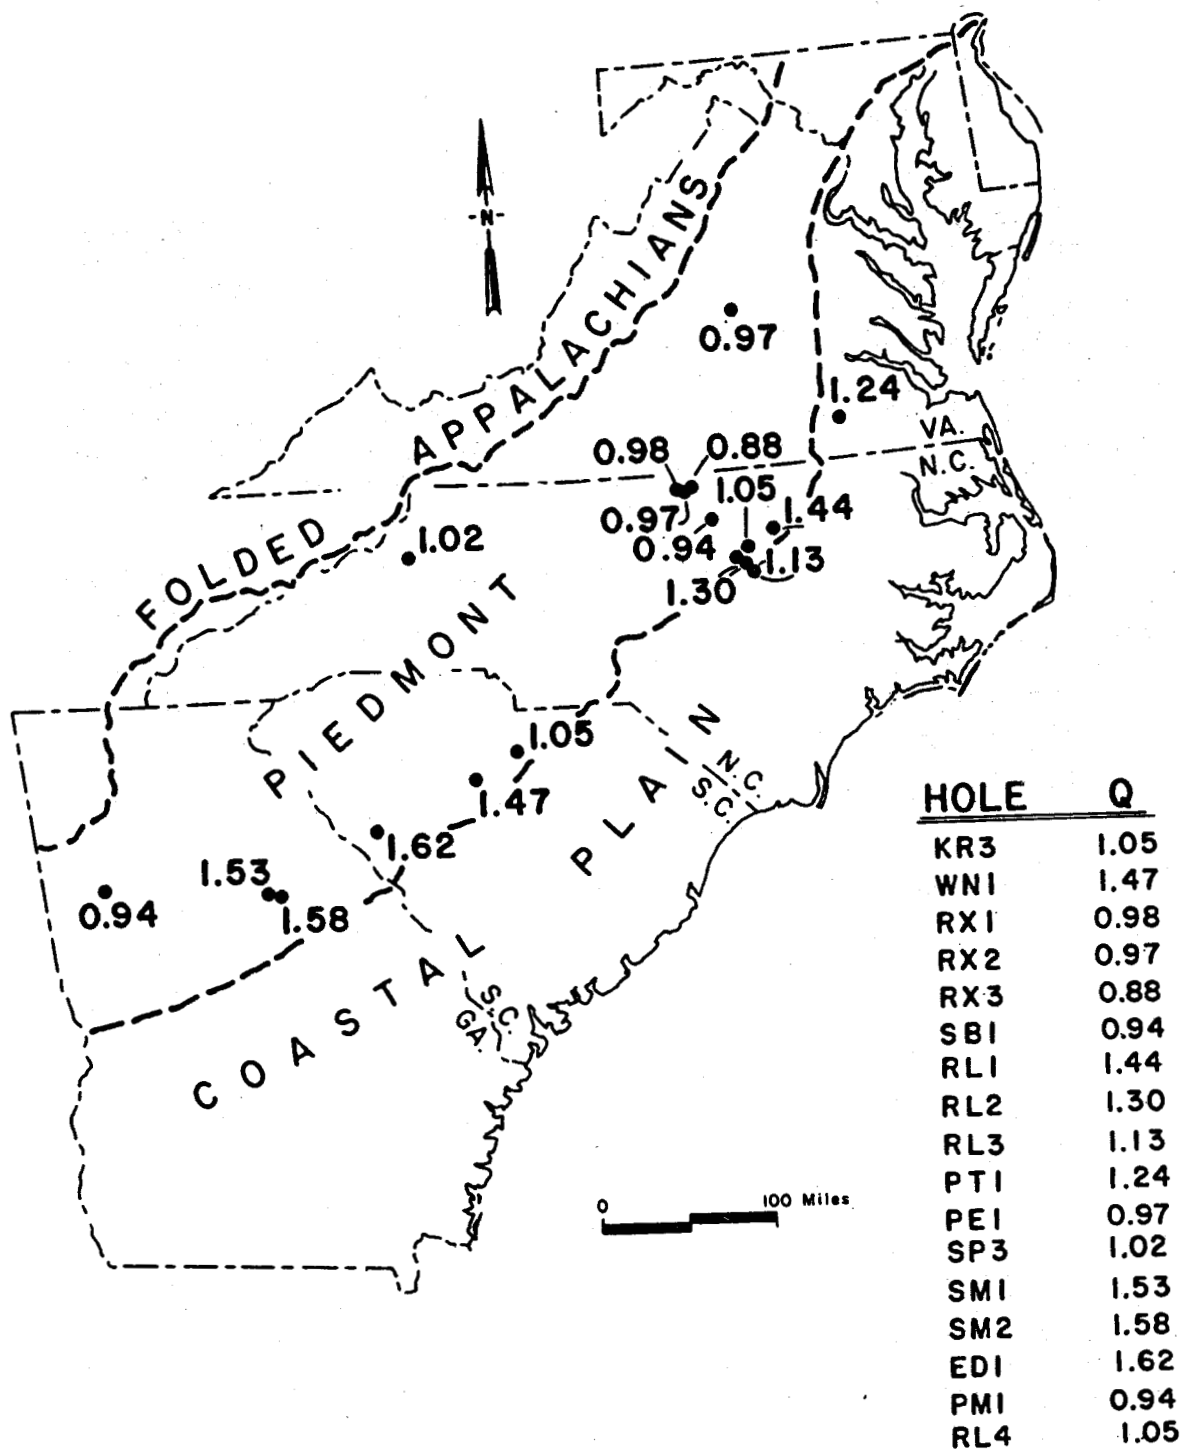 -N-
FOLDED APPALACHIANS
0.97
1.24
VA.
N.C.
0.98
0.88
1.05
0.97
1.44
0.94
1.13
1.30
1.02
PIEDMONT
1.05
1.47
N.C.
S.C.
1.62
1.53
1.58
0.94
COASTAL PLAIN
S.C.
GA.
0 100 Miles
HOLE Q
KR3 1.05
WN1 1.47
RX1 0.98
RX2 0.97
RX3 0.88
SB1 0.94
RL1 1.44
RL2 1.30
RL3 1.13
PT1 1.24
PE1 0.97
SP3 1.02
SM1 1.53
SM2 1.58
ED1 1.62
PM1 0.94
RL4 1.05